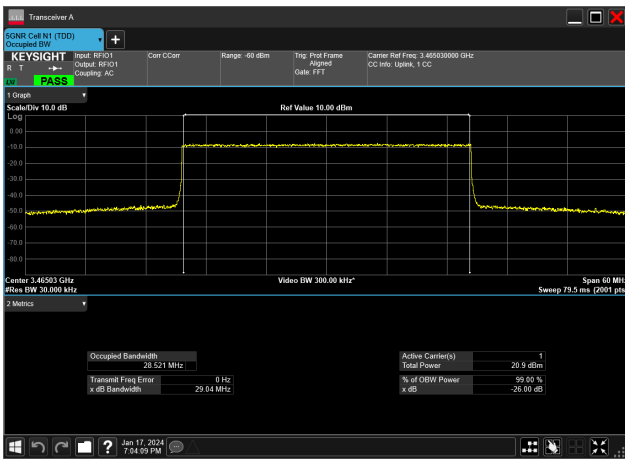 Transceiver A
5GNR Cell N1 (TDD)
Occupied BW
KEYSIGHT Input: RFIO1 Corr CCorr Range: -60 dBm Trig: Prot Frame Carrier Ref Freq: 3.465030000 GHz
R T Output: RFIO1 Aligned CC Info: Uplink, 1 CC
Coupling: AC Gate: FFT
PASS
1 Graph
Scale/Div 10.0 dB Ref Value 10.00 dBm
Log
0.00
-10.0
-20.0
-30.0
-40.0
-50.0
-60.0
-70.0
-80.0
Center 3.46503 GHz Video BW 300.00 kHz* Span 60 MHz
#Res BW 30.000 kHz Sweep 79.5 ms (2001 pts
2 Metrics
Occupied Bandwidth Active Carrier(s) 1
28.521 MHz Total Power 20.9 dBm
Transmit Freq Error 0 Hz % of OBW Power 99.00 %
x dB Bandwidth 29.04 MHz x dB -26.00 dB
? Jan 17, 2024
7:04:09 PM